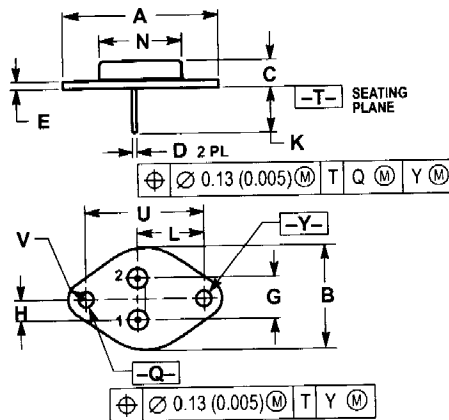 A
N
C
E
–T– SEATING
PLANE
K
D 2 PL
⌖ ∅ 0.13 (0.005) Ⓜ T Q Ⓜ Y Ⓜ
U
V
L
–Y–
2
H
1
G
B
–Q–
⌖ ∅ 0.13 (0.005) Ⓜ T Y Ⓜ